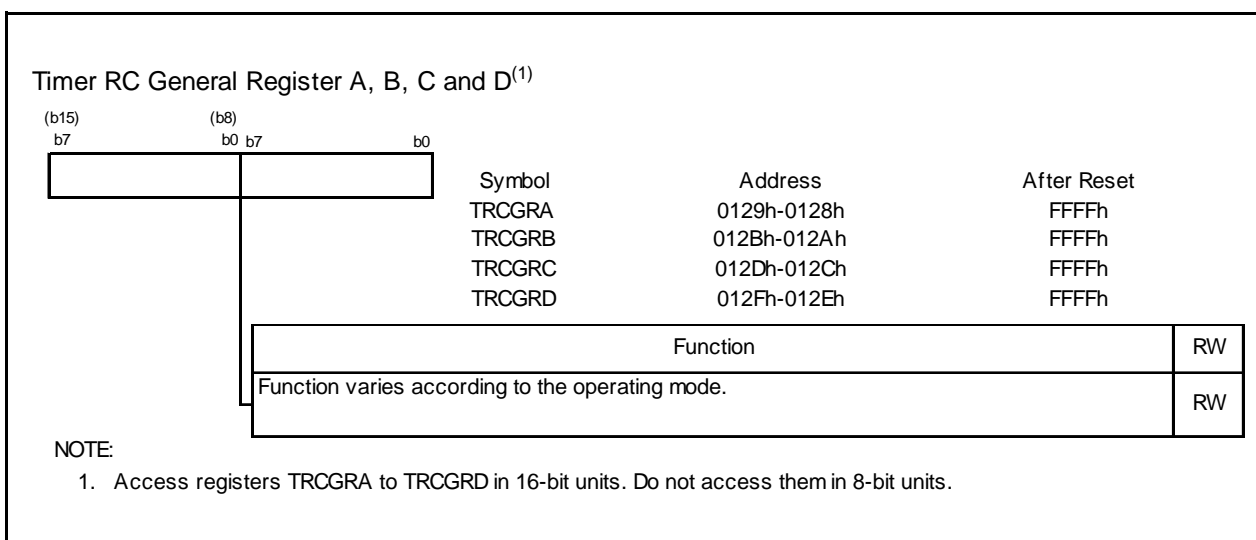 Timer RC General Register A, B, C and D(1)
(b15) (b8)
b7 b0 b7 b0
Symbol Address After Reset
TRCGRA 0129h-0128h FFFFh
TRCGRB 012Bh-012Ah FFFFh
TRCGRC 012Dh-012Ch FFFFh
TRCGRD 012Fh-012Eh FFFFh
Function RW
Function varies according to the operating mode. RW
NOTE:
1. Access registers TRCGRA to TRCGRD in 16-bit units. Do not access them in 8-bit units.